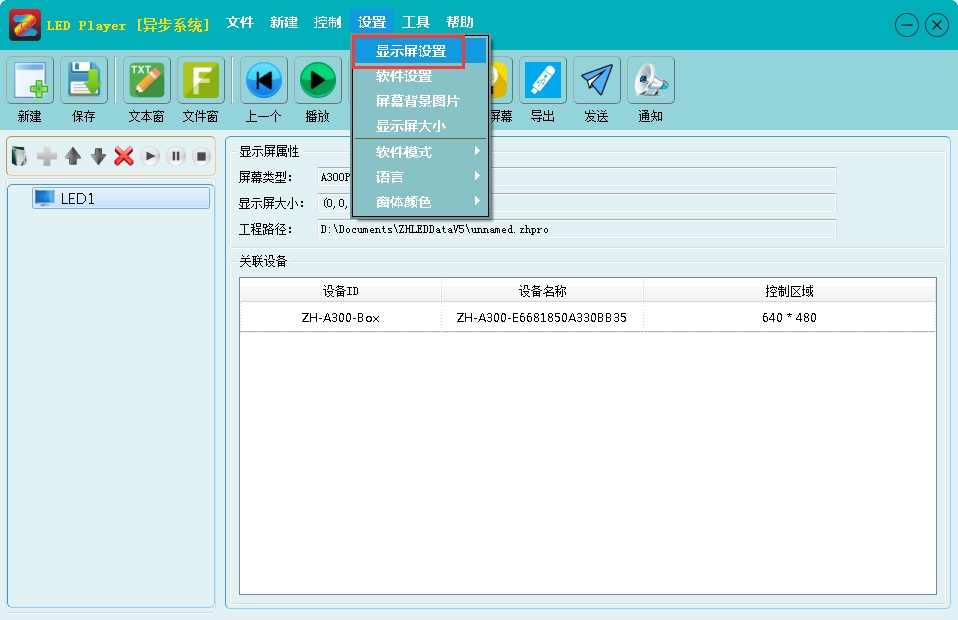 LED Player [异步系统] 文件 新建 控制 设置 工具 帮助
显示屏设置
软件设置
屏幕背景图片
显示屏大小
软件模式
语言
窗体颜色
TXT F
新建 保存 文本窗 文件窗 上一个 播放 屏幕 导出 发送 通知
LED1
显示屏属性
屏幕类型:
显示屏大小: (0,0,
工程路径: D:\Documents\ZHLEDDataV5\unnamed.zhpro
关联设备
设备ID 设备名称 控制区域
ZH-A300-Box ZH-A300-E6681850A330BB35 640 * 480